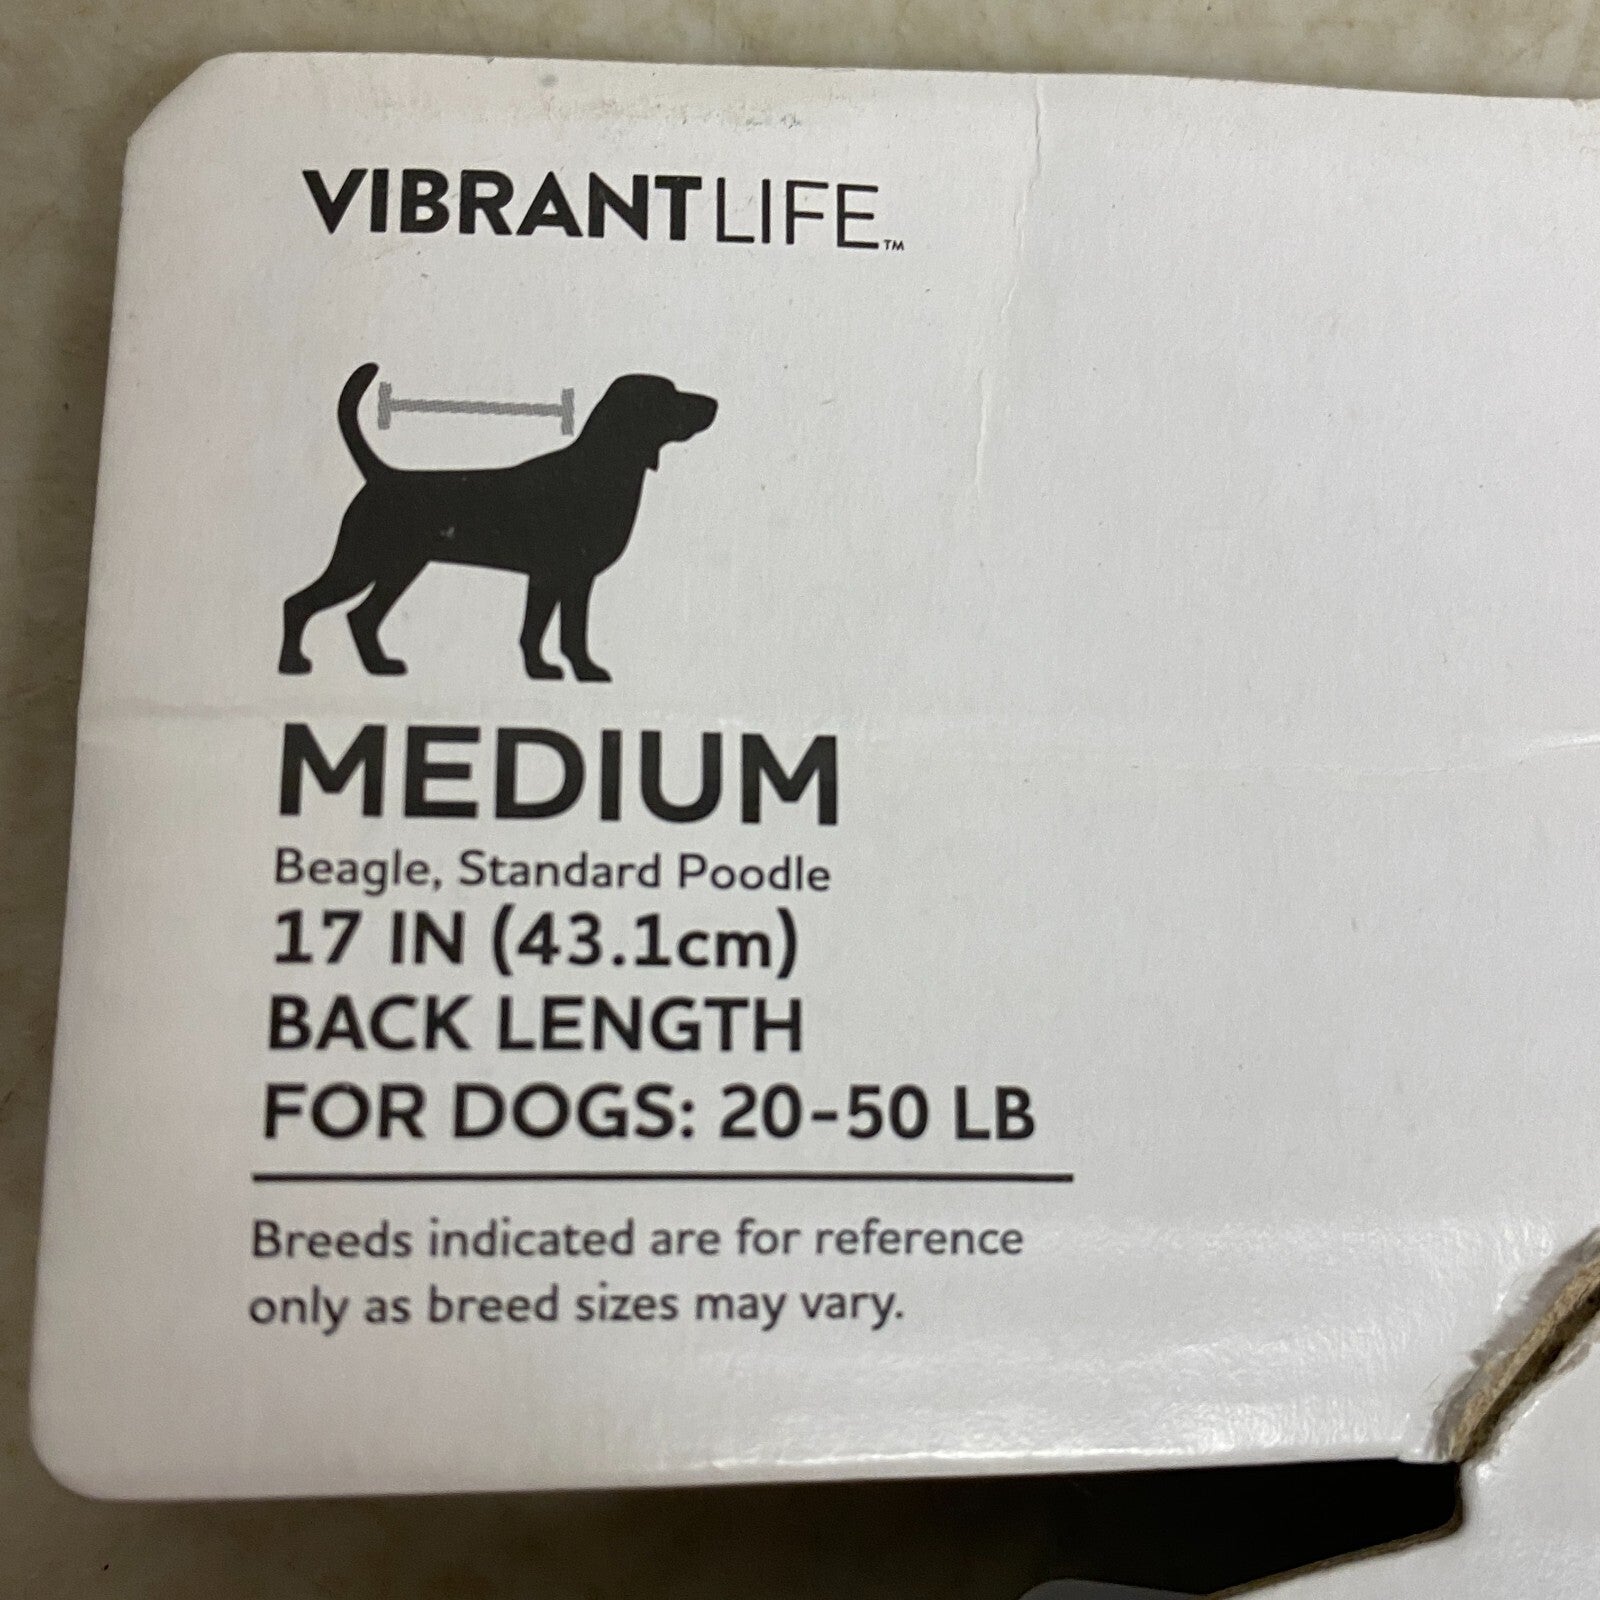 VIBRANTLIFE™
MEDIUM
Beagle, Standard Poodle
17 IN (43.1cm)
BACK LENGTH
FOR DOGS: 20-50 LB
Breeds indicated are for reference
only as breed sizes may vary.